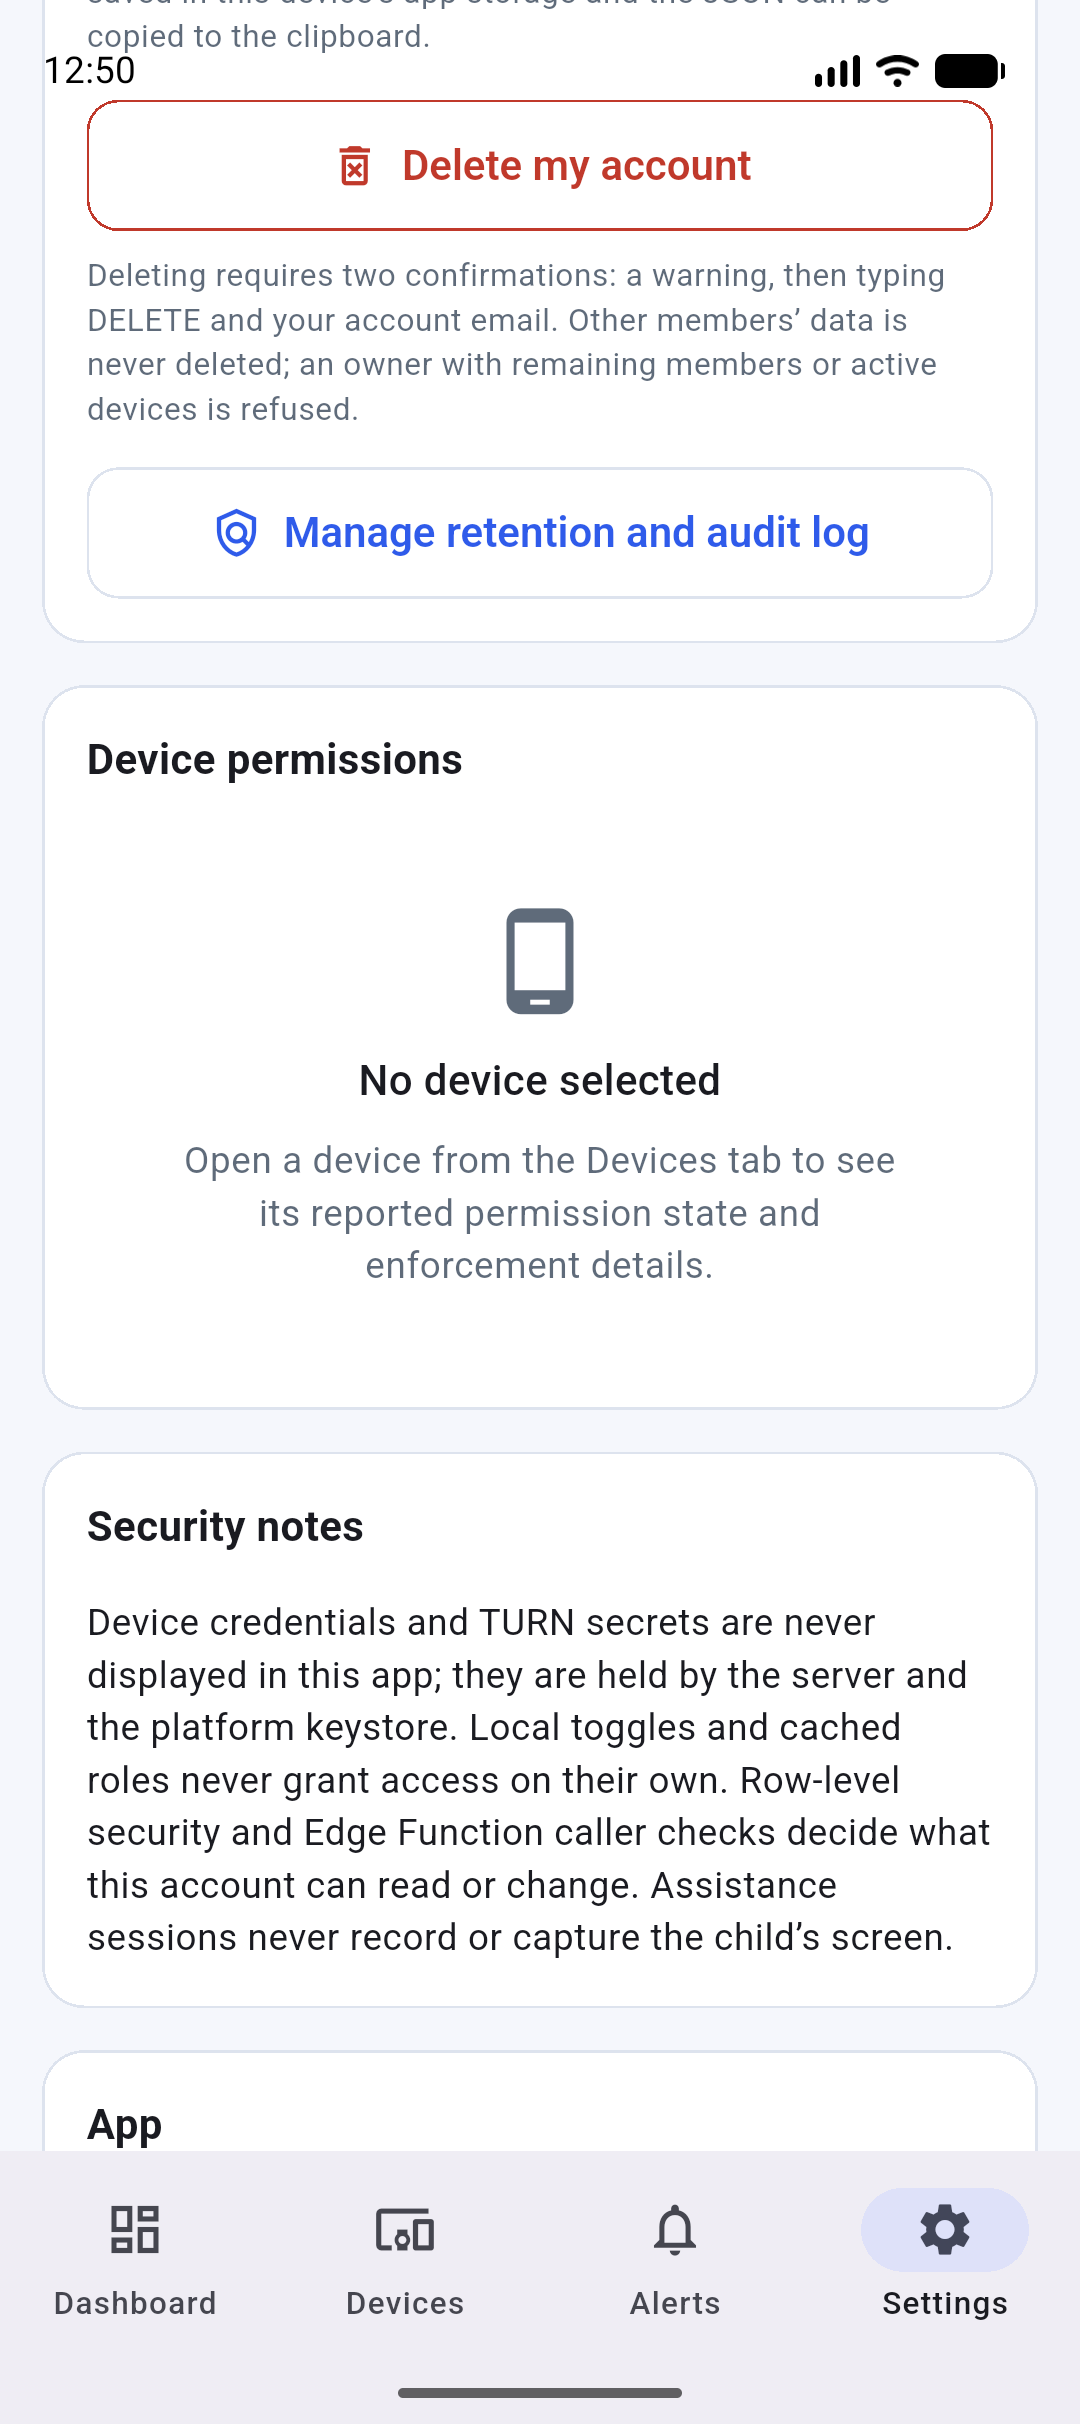 copied to the clipboard.
12:50
Delete my account
Deleting requires two confirmations: a warning, then typing
DELETE and your account email. Other members’ data is
never deleted; an owner with remaining members or active
devices is refused.
Manage retention and audit log
Device permissions
No device selected
Open a device from the Devices tab to see
its reported permission state and
enforcement details.
Security notes
Device credentials and TURN secrets are never
displayed in this app; they are held by the server and
the platform keystore. Local toggles and cached
roles never grant access on their own. Row-level
security and Edge Function caller checks decide what
this account can read or change. Assistance
sessions never record or capture the child’s screen.
App
Dashboard
Devices
Alerts
Settings